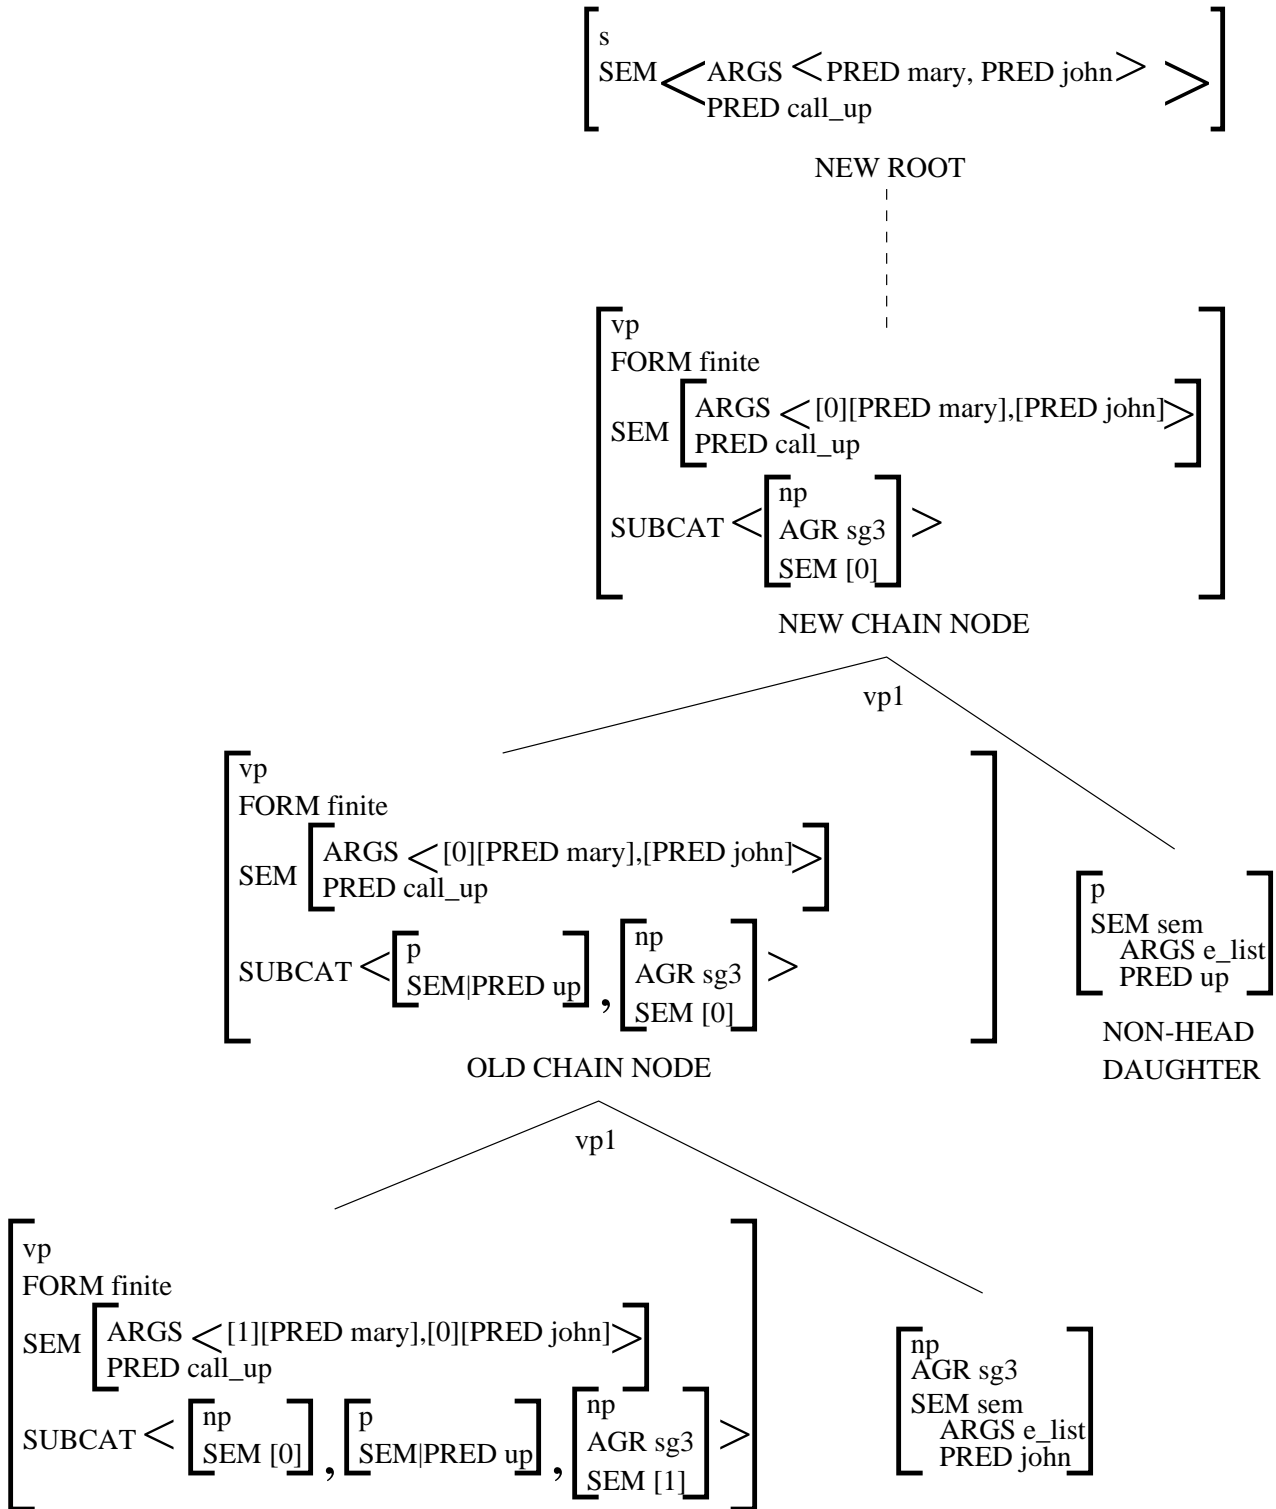 s
SEM < ARGS < PRED mary, PRED john > >
PRED call_up
NEW ROOT
vp
FORM finite
SEM ARGS < [0][PRED mary],[PRED john] >
PRED call_up
SUBCAT < np >
AGR sg3
SEM [0]
NEW CHAIN NODE
vp1
vp
FORM finite
SEM ARGS < [0][PRED mary],[PRED john] >
PRED call_up
SUBCAT < p
SEM|PRED up , np
AGR sg3
SEM [0] >
OLD CHAIN NODE
p
SEM sem
ARGS e_list
PRED up
NON-HEAD
DAUGHTER
vp1
vp
FORM finite
SEM ARGS < [1][PRED mary],[0][PRED john] >
PRED call_up
SUBCAT < np
SEM [0] , p
SEM|PRED up , np
AGR sg3
SEM [1] >
np
AGR sg3
SEM sem
ARGS e_list
PRED john